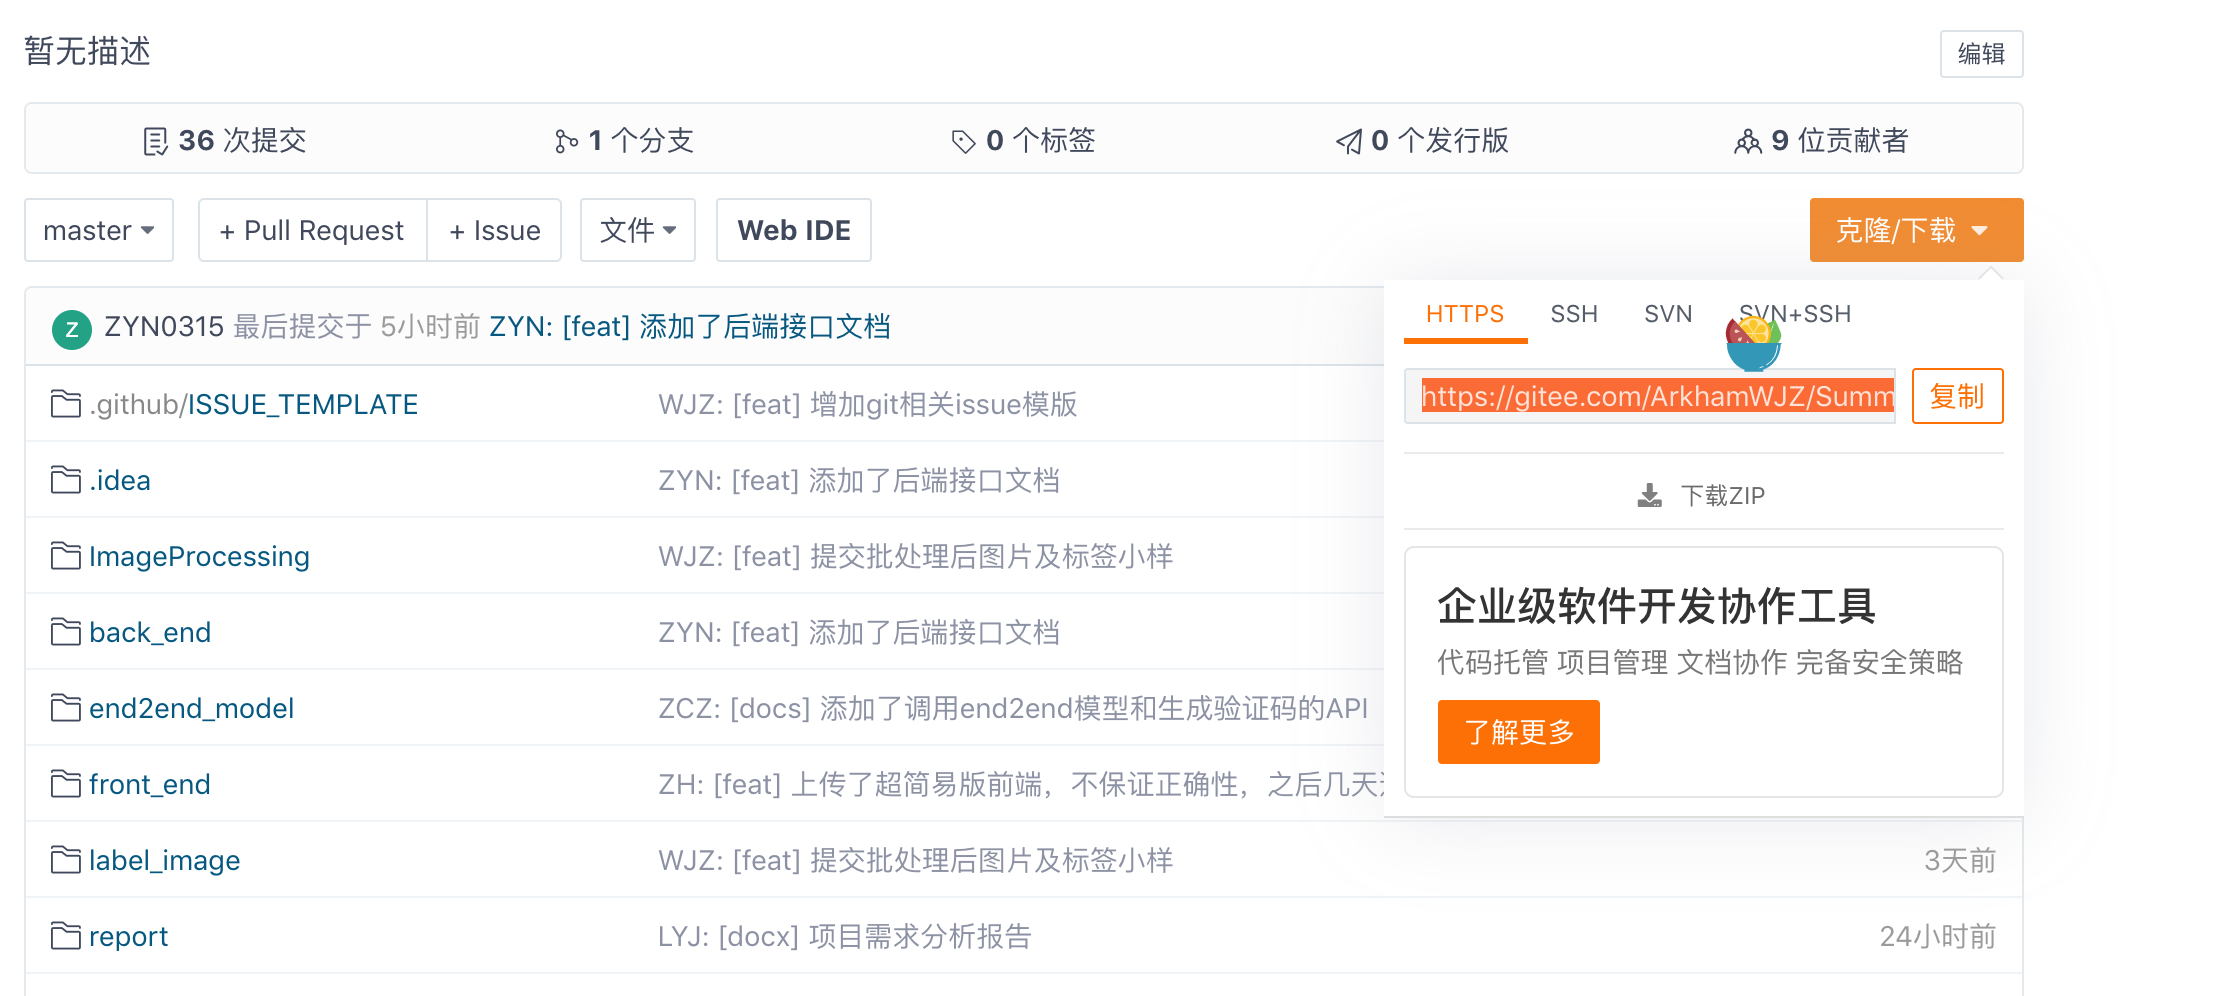 暂无描述
编辑
36 次提交
1 个分支
0 个标签
0 个发行版
9 位贡献者
master
+ Pull Request
+ Issue
文件
Web IDE
克隆/下载
HTTPS SSH SVN SVN+SSH
https://gitee.com/ArkhamWJZ/Summ
复制
下载ZIP
企业级软件开发协作工具
代码托管 项目管理 文档协作 完备安全策略
了解更多
Z
ZYN0315 最后提交于 5小时前 ZYN: [feat] 添加了后端接口文档
.github/ISSUE_TEMPLATE WJZ: [feat] 增加git相关issue模版
.idea ZYN: [feat] 添加了后端接口文档
ImageProcessing WJZ: [feat] 提交批处理后图片及标签小样
back_end ZYN: [feat] 添加了后端接口文档
end2end_model ZCZ: [docs] 添加了调用end2end模型和生成验证码的API
front_end ZH: [feat] 上传了超简易版前端，不保证正确性，之后几天
label_image WJZ: [feat] 提交批处理后图片及标签小样 3天前
report LYJ: [docx] 项目需求分析报告 24小时前